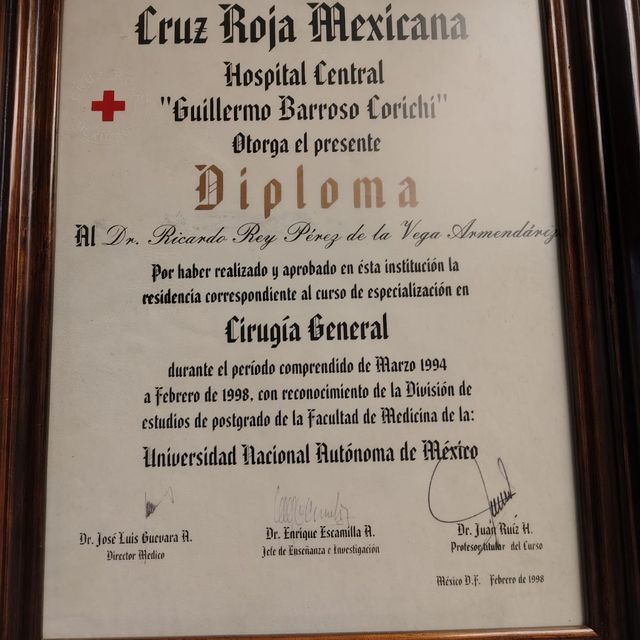 Cruz Roja Mexicana
Hospital Central
"Guillermo Barroso Corichi"
Otorga el presente
Diploma
Al Dr. Ricardo Rey Pérez de la Vega Armendárez
Por haber realizado y aprobado en ésta institución la
residencia correspondiente al curso de especialización en
Cirugía General
durante el período comprendido de Marzo 1994
a Febrero de 1998, con reconocimiento de la División de
estudios de postgrado de la Facultad de Medicina de la:
Universidad Nacional Autónoma de México
Dr. José Luis Guevara A.
Director Medico
Dr. Enrique Escamilla A.
Jefe de Enseñanza e Investigación
Dr. Juan Ruíz H.
Profesor titular del Curso
México D.F. Febrero de 1998